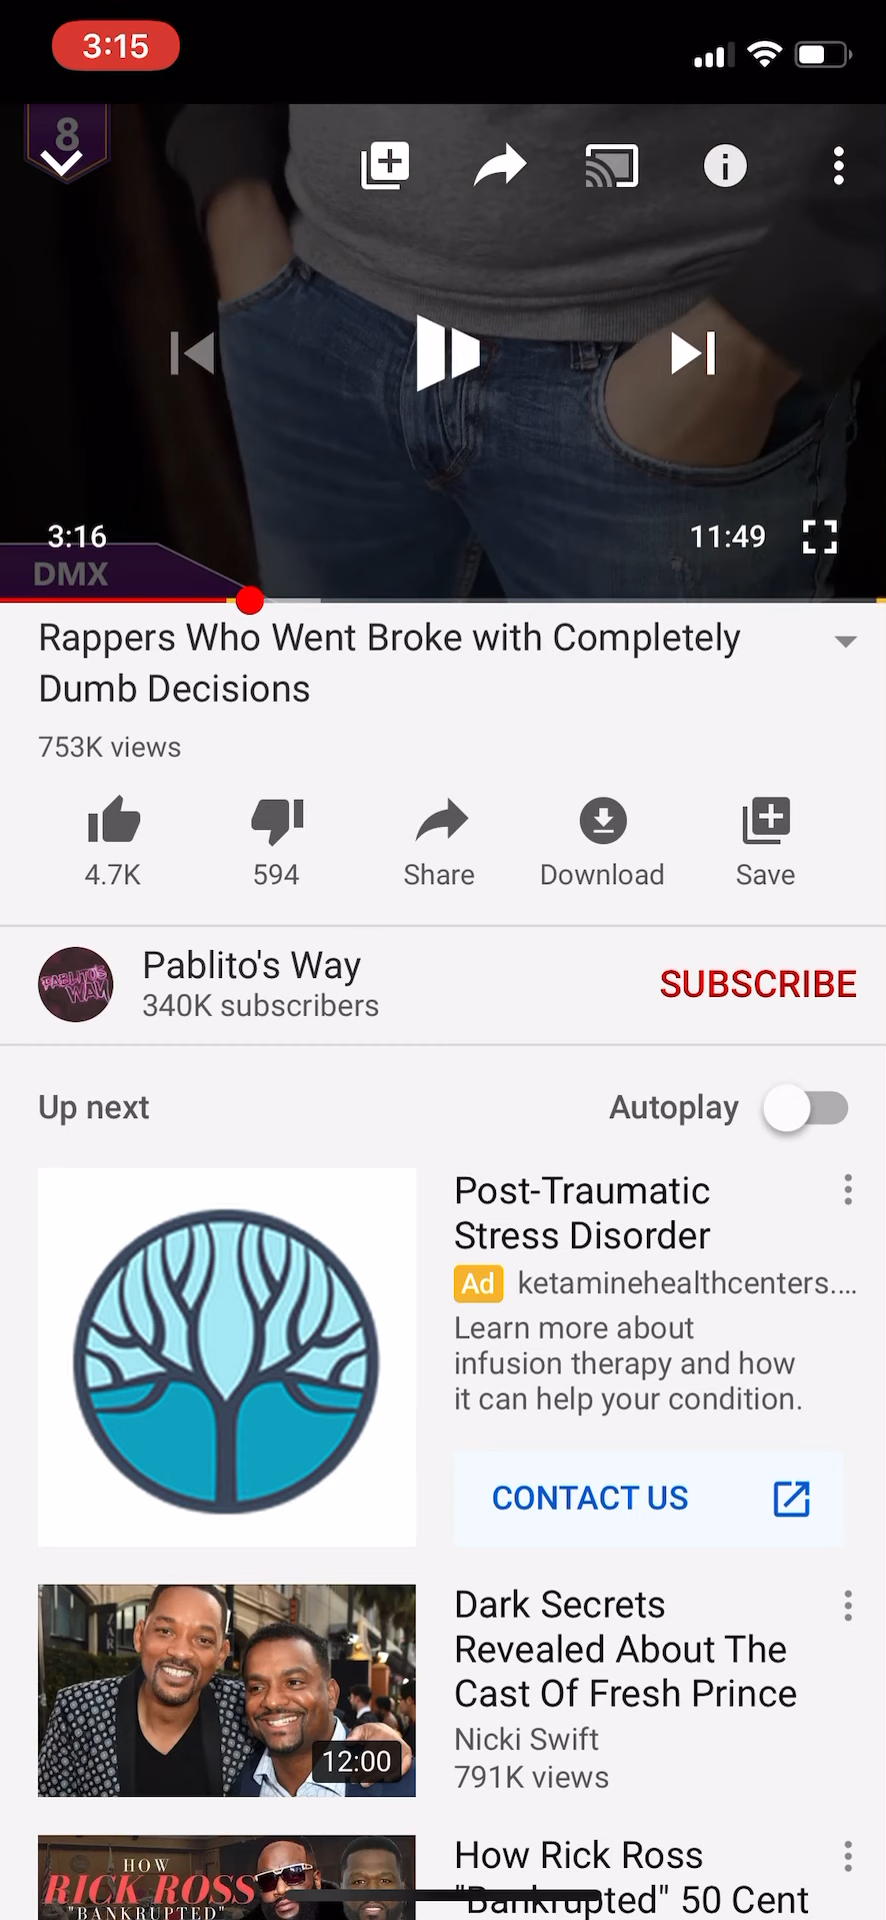 3:15
8
3:16
11:49
DMX
Rappers Who Went Broke with Completely
Dumb Decisions
753K views
4.7K
594
Share
Download
Save
PABLITO'S
WAY
Pablito's Way
340K subscribers
SUBSCRIBE
Up next
Autoplay
Post-Traumatic
Stress Disorder
Ad ketaminehealthcenters....
Learn more about
infusion therapy and how
it can help your condition.
CONTACT US
12:00
Dark Secrets
Revealed About The
Cast Of Fresh Prince
Nicki Swift
791K views
HOW
RICK ROSS
"BANKRUPTED"
How Rick Ross
"Bankrupted" 50 Cent